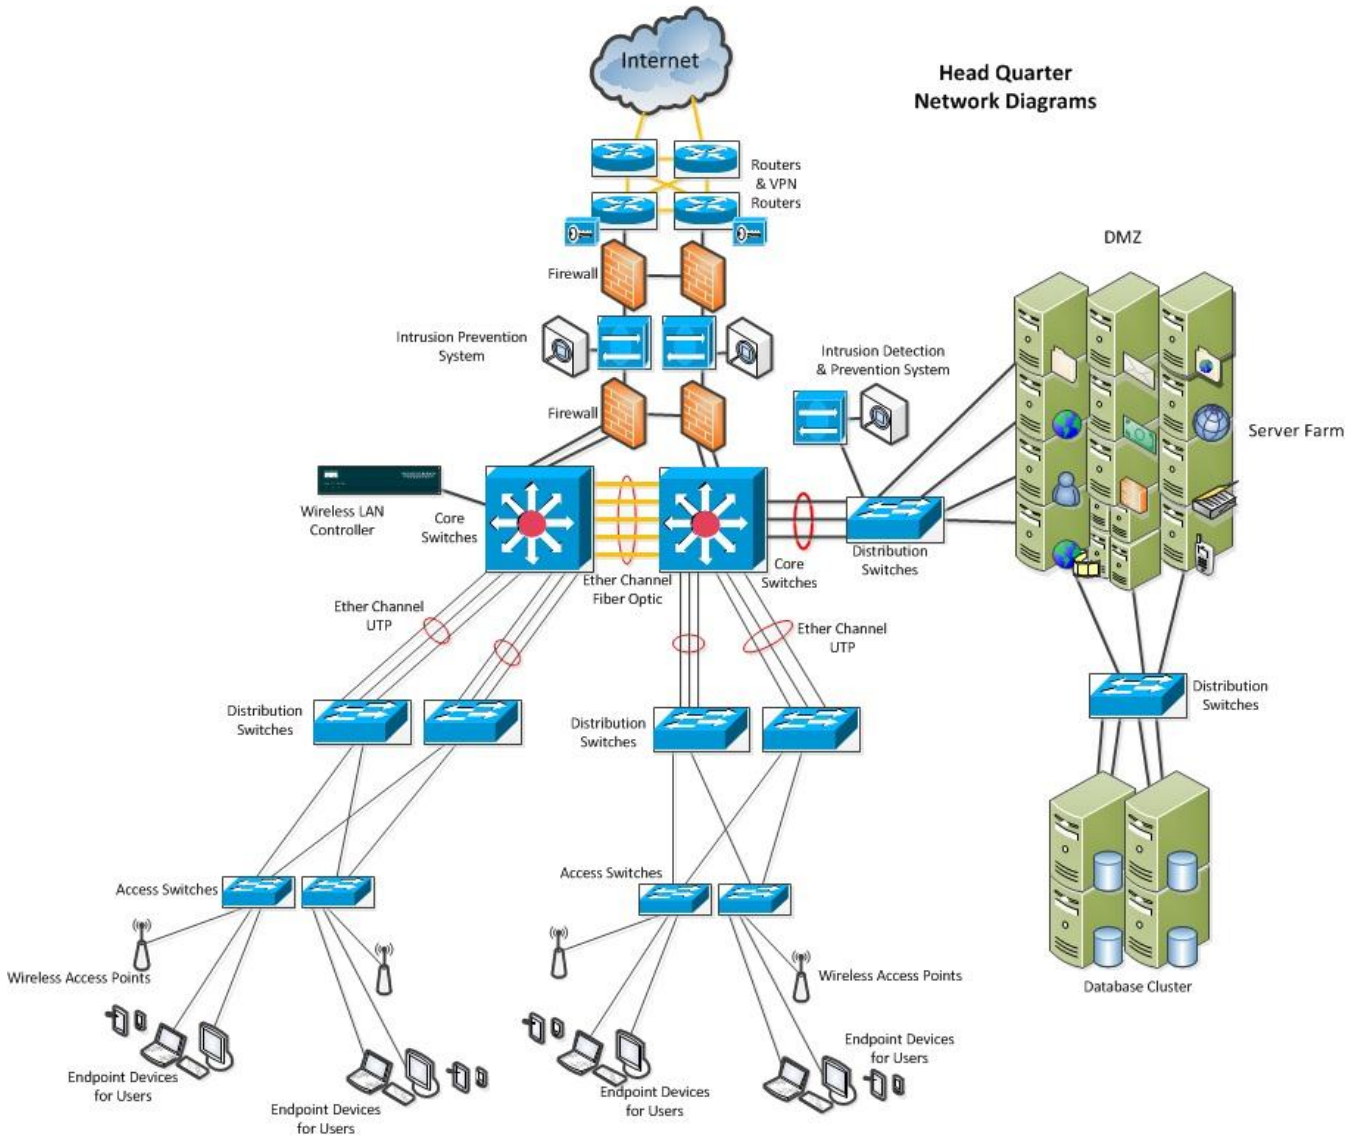 Internet
Head Quarter
Network Diagrams
Routers
& VPN
Routers
DMZ
Firewall
Intrusion Prevention
System
Intrusion Detection
& Prevention System
Firewall
Server Farm
Wireless LAN
Controller
Core
Switches
Ether Channel
Fiber Optic
Core
Switches
Distribution
Switches
Ether Channel
UTP
Ether Channel
UTP
Distribution
Switches
Distribution
Switches
Distribution
Switches
Access Switches
Access Switches
Wireless Access Points
Wireless Access Points
Database Cluster
Endpoint Devices
for Users
Endpoint Devices
for Users
Endpoint Devices
for Users
Endpoint Devices
for Users